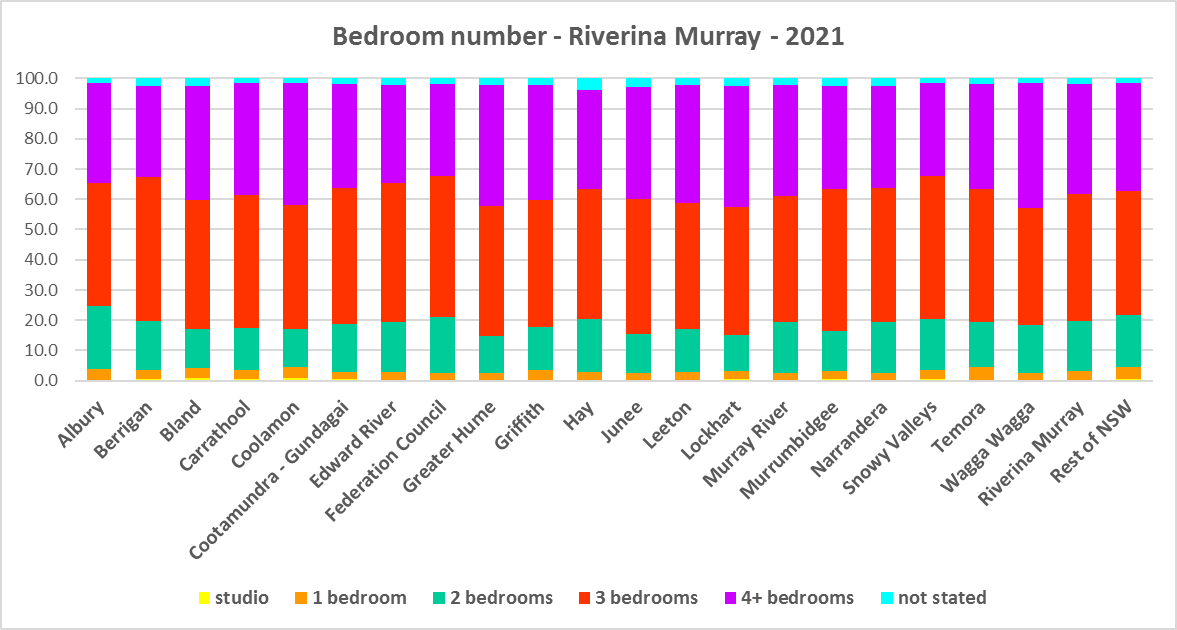 Bedroom number - Riverina Murray - 2021
100.0
90.0
80.0
70.0
60.0
50.0
40.0
30.0
20.0
10.0
0.0
Albury
Berrigan
Bland
Carrathool
Coolamon
Cootamundra - Gundagai
Edward River
Federation Council
Greater Hume
Griffith
Hay
Junee
Leeton
Lockhart
Murray River
Murrumbidgee
Narrandera
Snowy Valleys
Temora
Wagga Wagga
Riverina Murray
Rest of NSW
studio
1 bedroom
2 bedrooms
3 bedrooms
4+ bedrooms
not stated